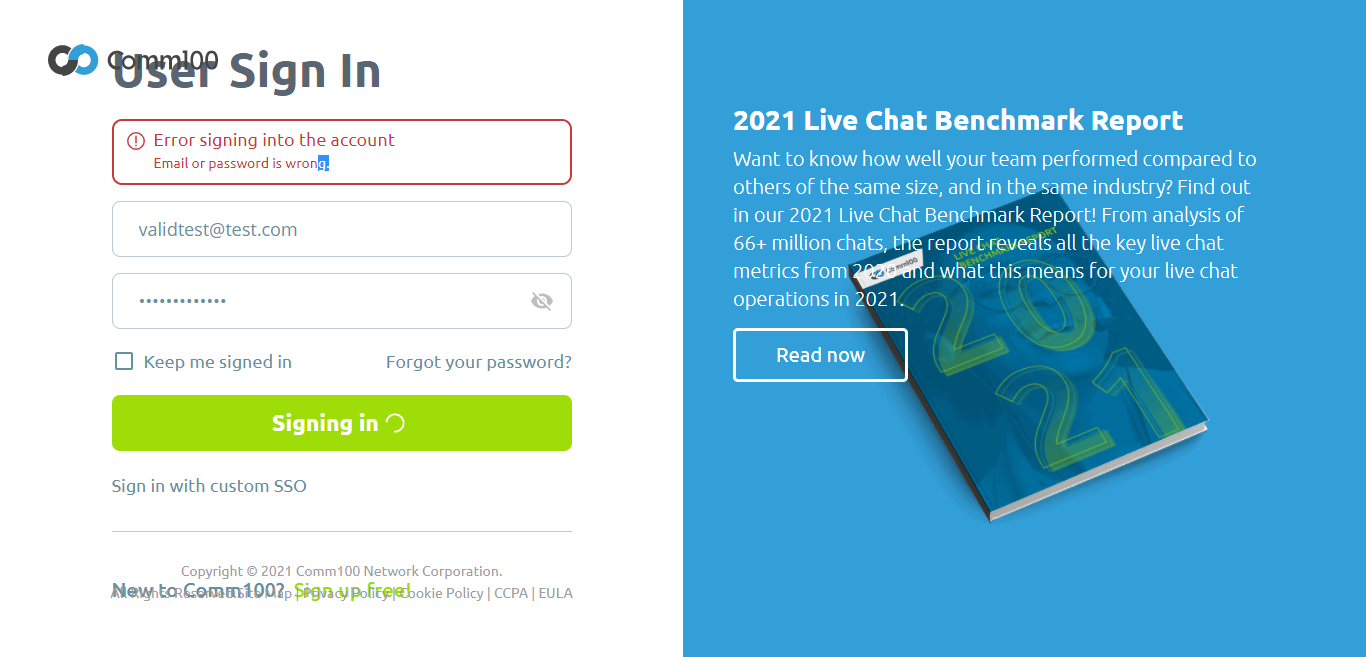 Comm100
User Sign In
Error signing into the account
Email or password is wrong.
validtest@test.com
•••••••••••••
Keep me signed in
Forgot your password?
Signing in
Sign in with custom SSO
Copyright © 2021 Comm100 Network Corporation.
New to Comm100? Sign up free!
All Rights Reserved Site Map | Privacy Policy | Cookie Policy | CCPA | EULA
2021 Live Chat Benchmark Report
Want to know how well your team performed compared to
others of the same size, and in the same industry? Find out
in our 2021 Live Chat Benchmark Report! From analysis of
66+ million chats, the report reveals all the key live chat
metrics from 2020 and what this means for your live chat
operations in 2021.
Read now
Comm100
LIVE CHAT
BENCHMARK REPORT
20
21